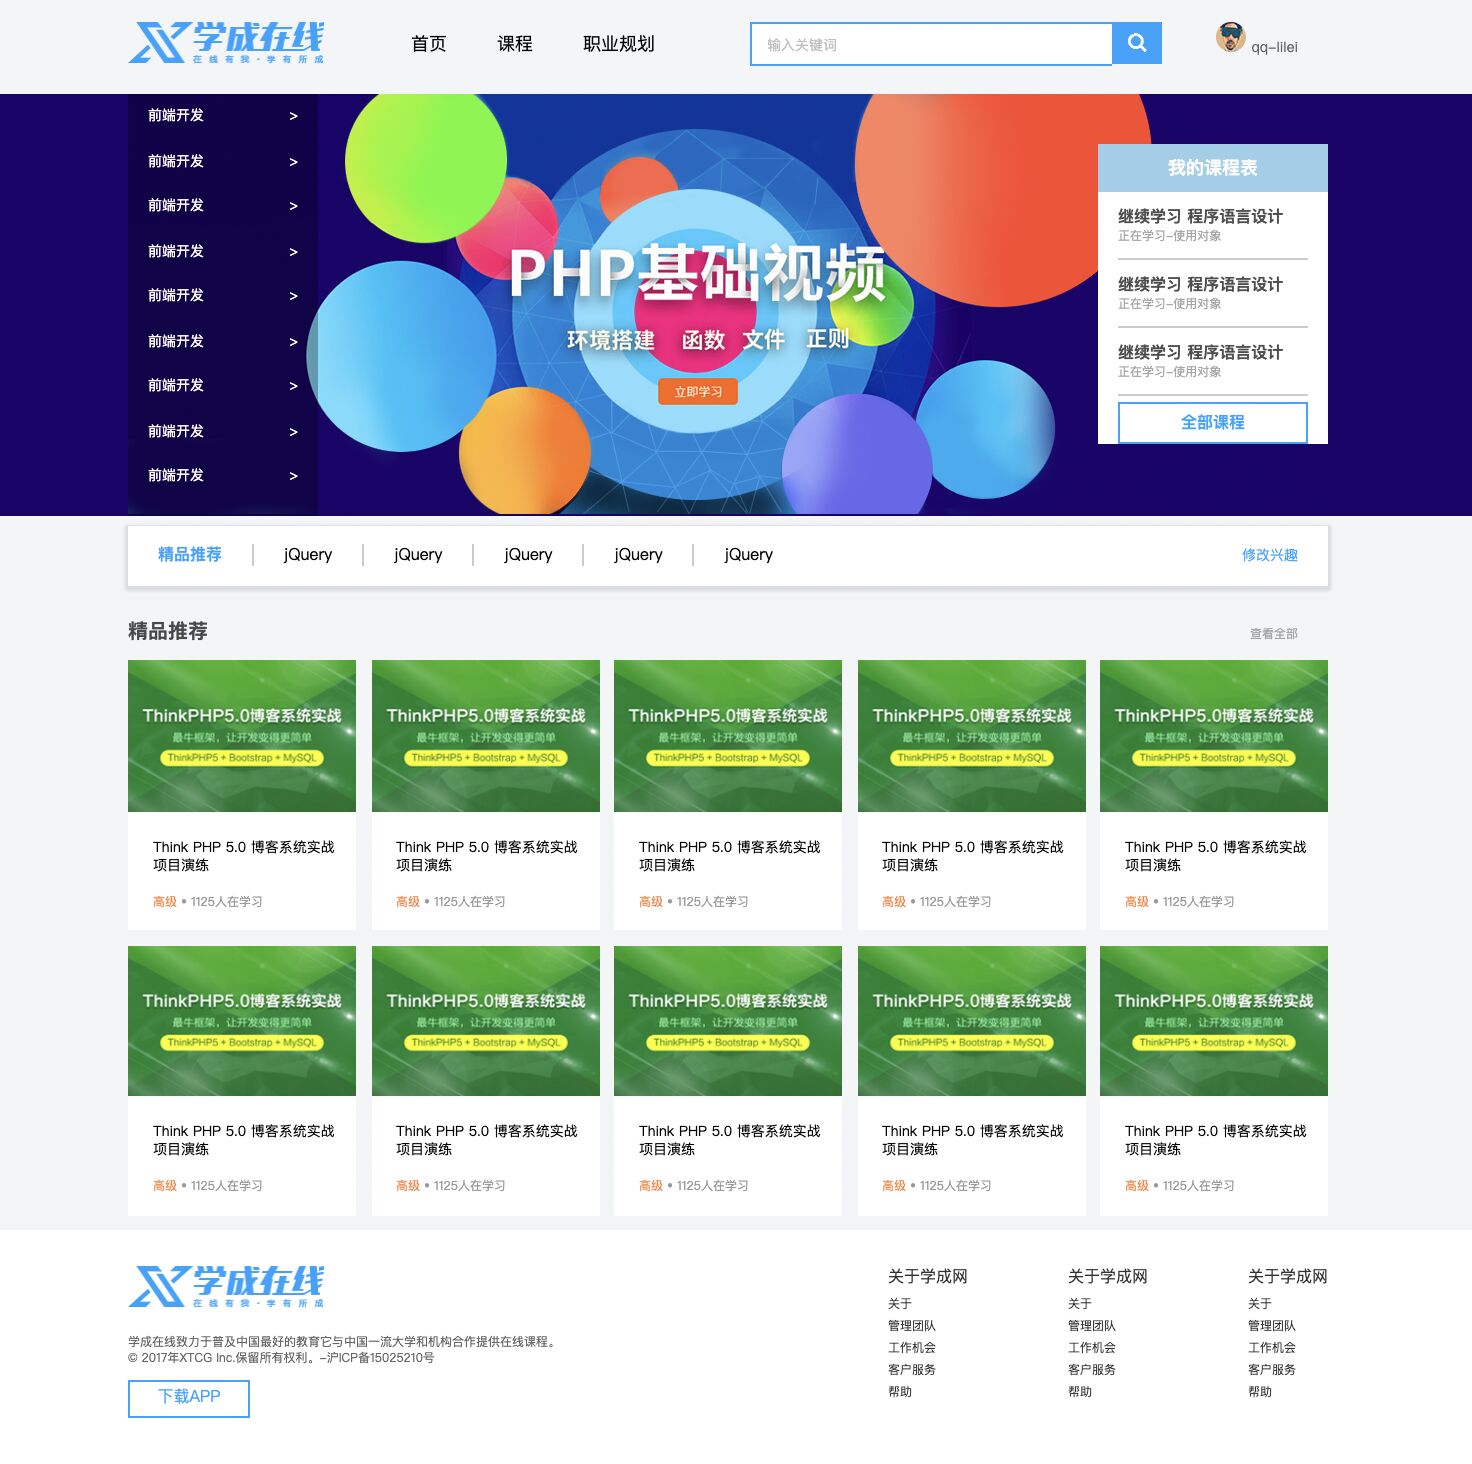 学成在线
在线有我·学有所成
首页 课程 职业规划
输入关键词
qq-lilei
前端开发 >
前端开发 >
前端开发 >
前端开发 >
前端开发 >
前端开发 >
前端开发 >
前端开发 >
前端开发 >
PHP基础视频
环境搭建 函数 文件 正则
立即学习
我的课程表
继续学习 程序语言设计
正在学习-使用对象
继续学习 程序语言设计
正在学习-使用对象
继续学习 程序语言设计
正在学习-使用对象
全部课程
精品推荐 jQuery jQuery jQuery jQuery jQuery 修改兴趣
精品推荐 查看全部
ThinkPHP5.0博客系统实战
最牛框架，让开发变得更简单
ThinkPHP5 + Bootstrap + MySQL
Think PHP 5.0 博客系统实战
项目演练
高级 • 1125人在学习
ThinkPHP5.0博客系统实战
最牛框架，让开发变得更简单
ThinkPHP5 + Bootstrap + MySQL
Think PHP 5.0 博客系统实战
项目演练
高级 • 1125人在学习
ThinkPHP5.0博客系统实战
最牛框架，让开发变得更简单
ThinkPHP5 + Bootstrap + MySQL
Think PHP 5.0 博客系统实战
项目演练
高级 • 1125人在学习
ThinkPHP5.0博客系统实战
最牛框架，让开发变得更简单
ThinkPHP5 + Bootstrap + MySQL
Think PHP 5.0 博客系统实战
项目演练
高级 • 1125人在学习
ThinkPHP5.0博客系统实战
最牛框架，让开发变得更简单
ThinkPHP5 + Bootstrap + MySQL
Think PHP 5.0 博客系统实战
项目演练
高级 • 1125人在学习
ThinkPHP5.0博客系统实战
最牛框架，让开发变得更简单
ThinkPHP5 + Bootstrap + MySQL
Think PHP 5.0 博客系统实战
项目演练
高级 • 1125人在学习
ThinkPHP5.0博客系统实战
最牛框架，让开发变得更简单
ThinkPHP5 + Bootstrap + MySQL
Think PHP 5.0 博客系统实战
项目演练
高级 • 1125人在学习
ThinkPHP5.0博客系统实战
最牛框架，让开发变得更简单
ThinkPHP5 + Bootstrap + MySQL
Think PHP 5.0 博客系统实战
项目演练
高级 • 1125人在学习
ThinkPHP5.0博客系统实战
最牛框架，让开发变得更简单
ThinkPHP5 + Bootstrap + MySQL
Think PHP 5.0 博客系统实战
项目演练
高级 • 1125人在学习
ThinkPHP5.0博客系统实战
最牛框架，让开发变得更简单
ThinkPHP5 + Bootstrap + MySQL
Think PHP 5.0 博客系统实战
项目演练
高级 • 1125人在学习
学成在线
在线有我·学有所成
学成在线致力于普及中国最好的教育它与中国一流大学和机构合作提供在线课程。
© 2017年XTCG Inc.保留所有权利。-沪ICP备15025210号
下载APP
关于学成网
关于
管理团队
工作机会
客户服务
帮助
关于学成网
关于
管理团队
工作机会
客户服务
帮助
关于学成网
关于
管理团队
工作机会
客户服务
帮助